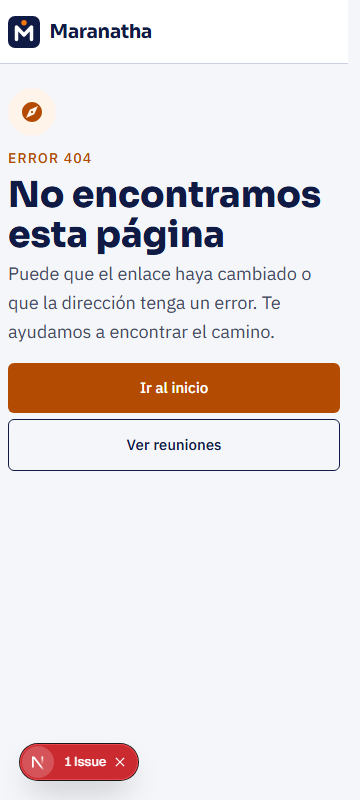 Maranatha
ERROR 404
No encontramos
esta página
Puede que el enlace haya cambiado o
que la dirección tenga un error. Te
ayudamos a encontrar el camino.
Ir al inicio
Ver reuniones
1 Issue